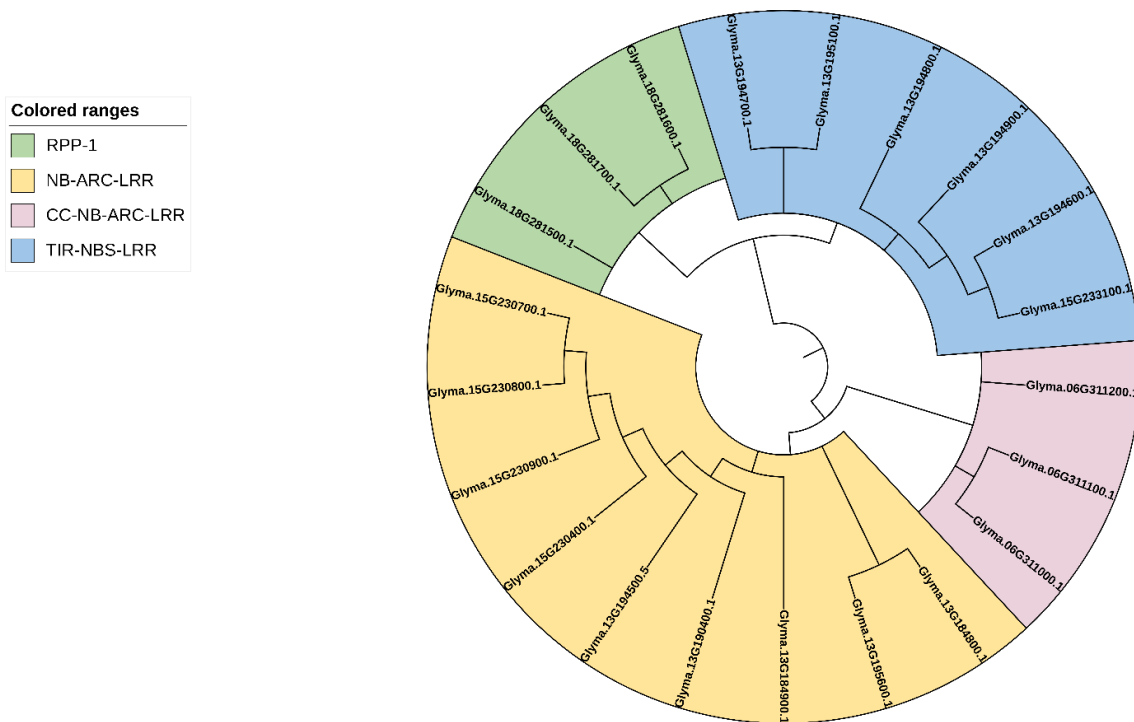 Colored ranges
RPP-1
NB-ARC-LRR
CC-NB-ARC-LRR
TIR-NBS-LRR
Glyma.18G281500.1
Glyma.18G281700.1
Glyma.18G281600.1
Glyma.13G194700.1
Glyma.13G195100.1
Glyma.13G194800.1
Glyma.13G194900.1
Glyma.13G194600.1
Glyma.15G233100.1
Glyma.06G311200.1
Glyma.06G311100.1
Glyma.06G311000.1
Glyma.13G184800.1
Glyma.13G195600.1
Glyma.13G184900.1
Glyma.13G190400.1
Glyma.13G194500.5
Glyma.15G230400.1
Glyma.15G230900.1
Glyma.15G230800.1
Glyma.15G230700.1